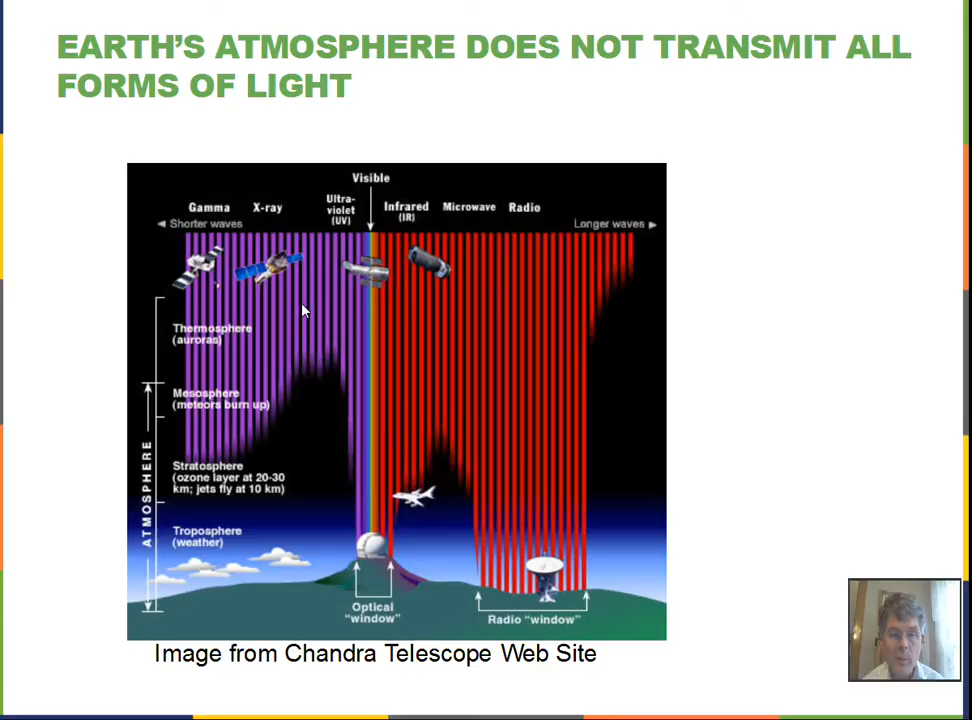 EARTH'S ATMOSPHERE DOES NOT TRANSMIT ALL
FORMS OF LIGHT
Visible
Gamma
X-ray
Ultra-
violet
(UV)
Infrared
(IR)
Microwave
Radio
Shorter waves
Longer waves
Thermosphere
(auroras)
Mesosphere
(meteors burn up)
ATMOSPHERE
Stratosphere
(ozone layer at 20-30
km; jets fly at 10 km)
Troposphere
(weather)
Optical
"window"
Radio "window"
Image from Chandra Telescope Web Site